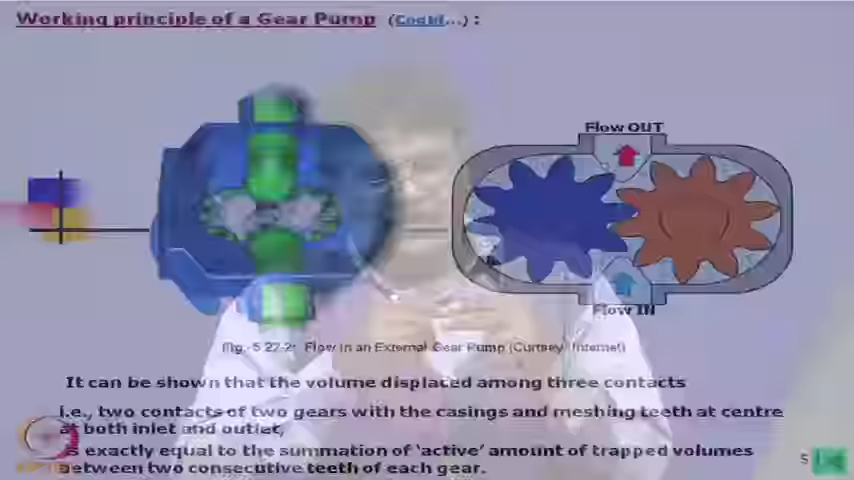 Working principle of a Gear Pump (Contd...) :
Flow OUT
Flow IN
Fig.-5.22-2: Flow in an External Gear Pump (Curtsey: Internet)
It can be shown that the volume displaced among three contacts
i.e., two contacts of two gears with the casings and meshing teeth at centre
at both inlet and outlet,
is exactly equal to the summation of 'active' amount of trapped volumes
between two consecutive teeth of each gear.
5